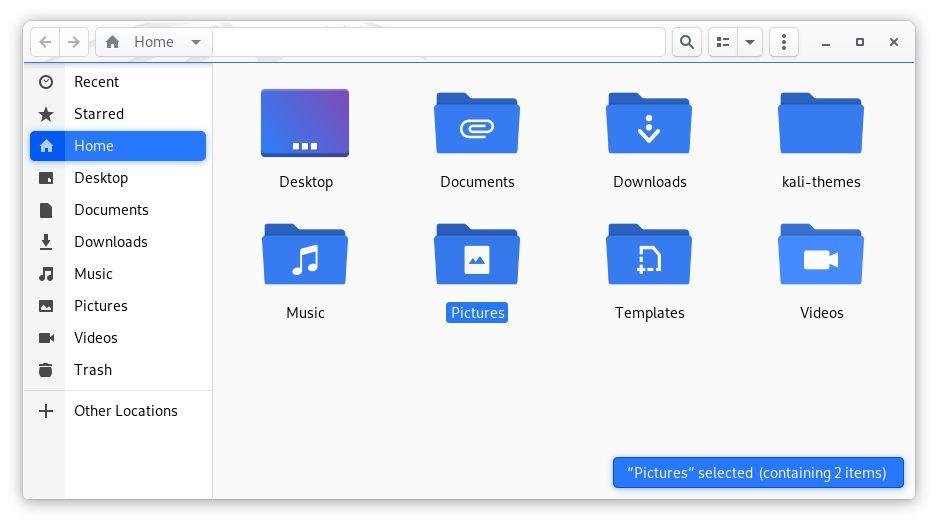 Home
Recent
Starred
Home
Desktop
Documents
Downloads
Music
Pictures
Videos
Trash
Other Locations
Desktop
Documents
Downloads
kali-themes
Music
Pictures
Templates
Videos
“Pictures” selected (containing 2 items)